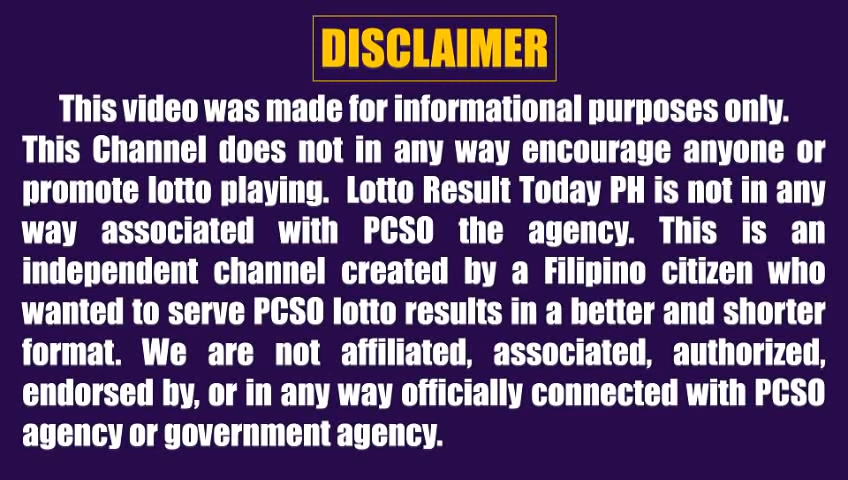 DISCLAIMER
This video was made for informational purposes only.
This Channel does not in any way encourage anyone or
promote lotto playing. Lotto Result Today PH is not in any
way associated with PCSO the agency. This is an
independent channel created by a Filipino citizen who
wanted to serve PCSO lotto results in a better and shorter
format. We are not affiliated, associated, authorized,
endorsed by, or in any way officially connected with PCSO
agency or government agency.